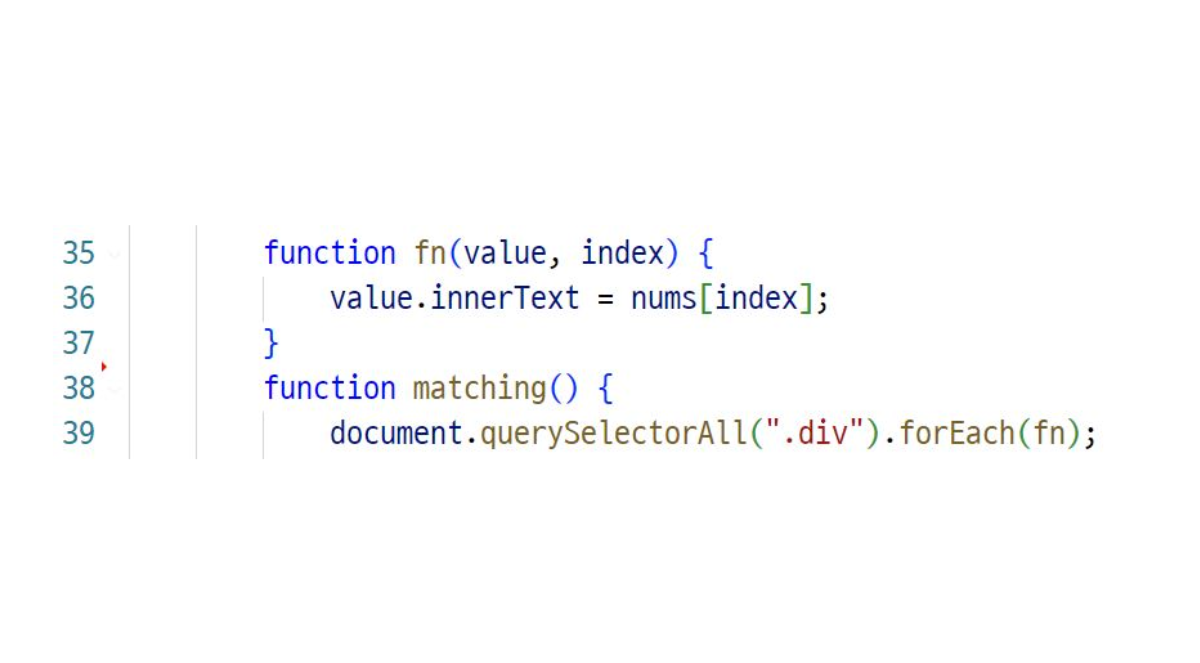 35 function fn(value, index) {
36 value.innerText = nums[index];
37 }
38 function matching() {
39 document.querySelectorAll(".div").forEach(fn);